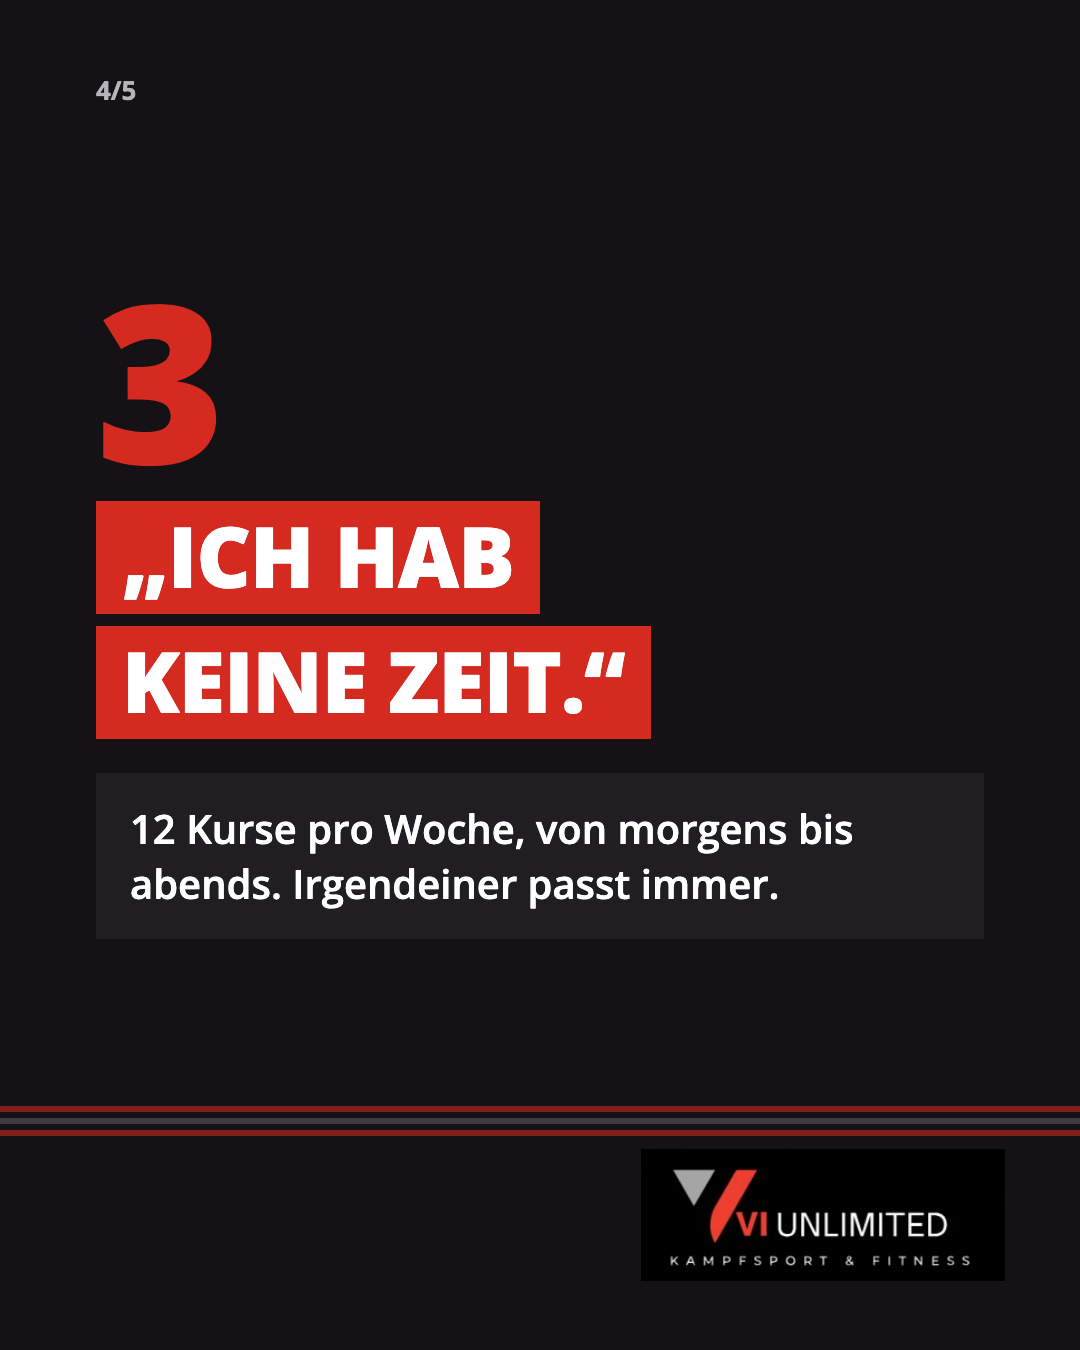 4/5
3
„ICH HAB
KEINE ZEIT.“
12 Kurse pro Woche, von morgens bis
abends. Irgendeiner passt immer.
VI UNLIMITED
KAMPFSPORT & FITNESS